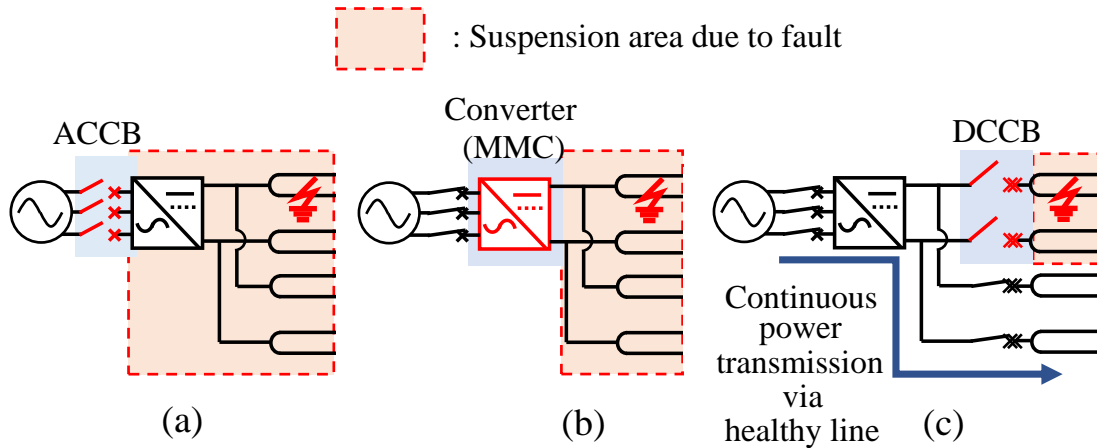 : Suspension area due to fault
ACCB
Converter
(MMC)
DCCB
Continuous
power
transmission
via
healthy line
(a)
(b)
(c)